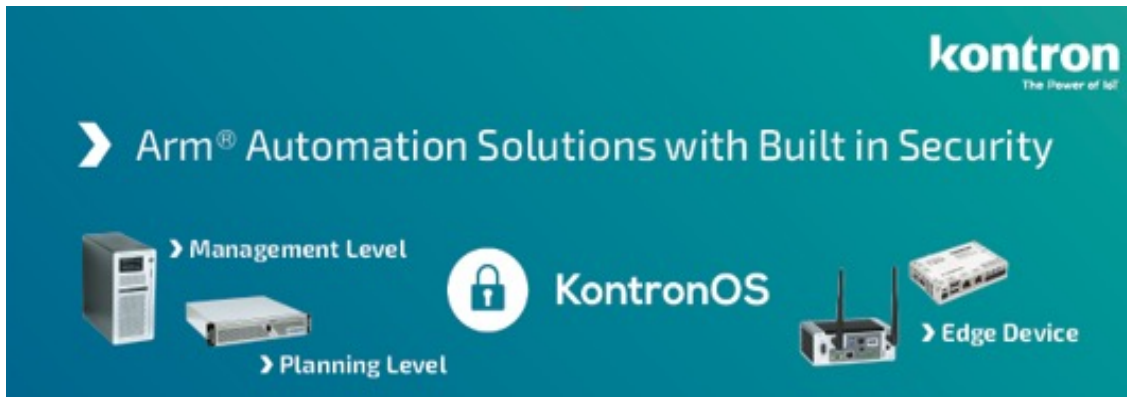 kontron
The Power of IoT
Arm® Automation Solutions with Built in Security
Management Level
KontronOS
Edge Device
Planning Level